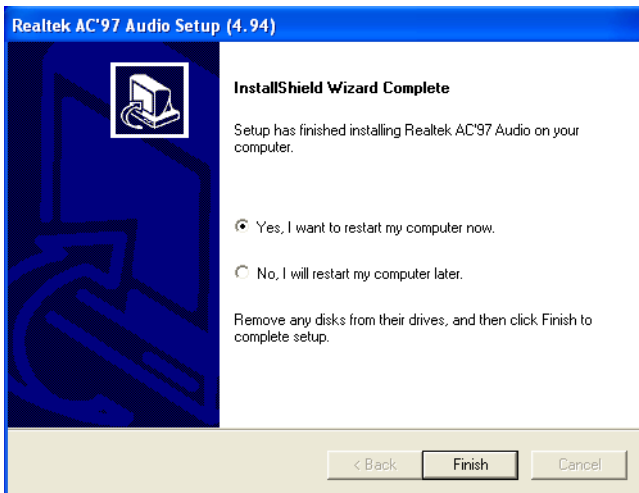 Realtek AC'97 Audio Setup (4.94)
InstallShield Wizard Complete
Setup has finished installing Realtek AC'97 Audio on your
computer.
Yes, I want to restart my computer now.
No, I will restart my computer later.
Remove any disks from their drives, and then click Finish to
complete setup.
< Back
Finish
Cancel